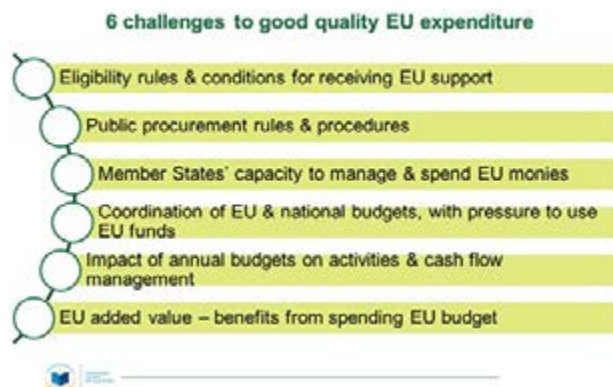 6 challenges to good quality EU expenditure
Eligibility rules & conditions for receiving EU support
Public procurement rules & procedures
Member States' capacity to manage & spend EU monies
Coordination of EU & national budgets, with pressure to use
EU funds
Impact of annual budgets on activities & cash flow
management
EU added value – benefits from spending EU budget